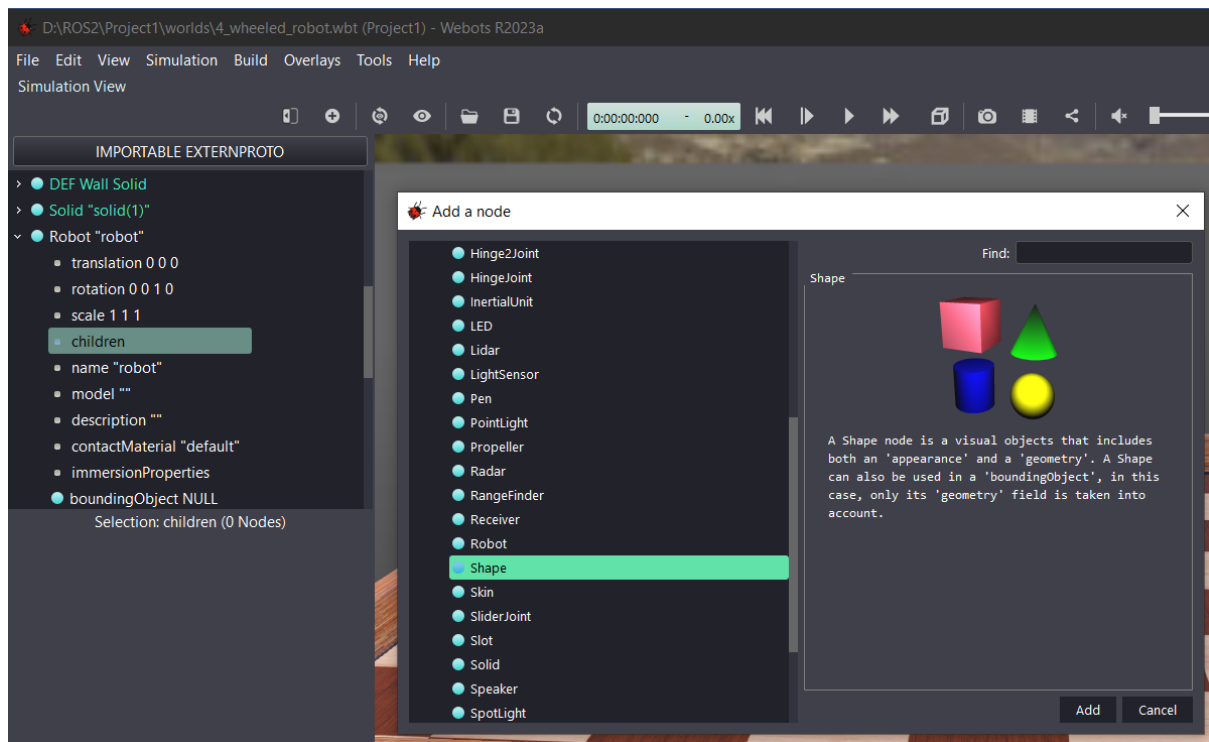 D:\ROS2\Project1\worlds\4_wheeled_robot.wbt (Project1) - Webots R2023a
File Edit View Simulation Build Overlays Tools Help
Simulation View
0:00:00:000 - 0.00x
IMPORTABLE EXTERNPROTO
DEF Wall Solid
Solid "solid(1)"
Robot "robot"
translation 0 0 0
rotation 0 0 1 0
scale 1 1 1
children
name "robot"
model ""
description ""
contactMaterial "default"
immersionProperties
boundingObject NULL
Selection: children (0 Nodes)
Add a node
Hinge2Joint
HingeJoint
InertialUnit
LED
Lidar
LightSensor
Pen
PointLight
Propeller
Radar
RangeFinder
Receiver
Robot
Shape
Skin
SliderJoint
Slot
Solid
Speaker
SpotLight
Find:
Shape
A Shape node is a visual objects that includes
both an 'appearance' and a 'geometry'. A Shape
can also be used in a 'boundingObject', in this
case, only its 'geometry' field is taken into
account.
Add Cancel